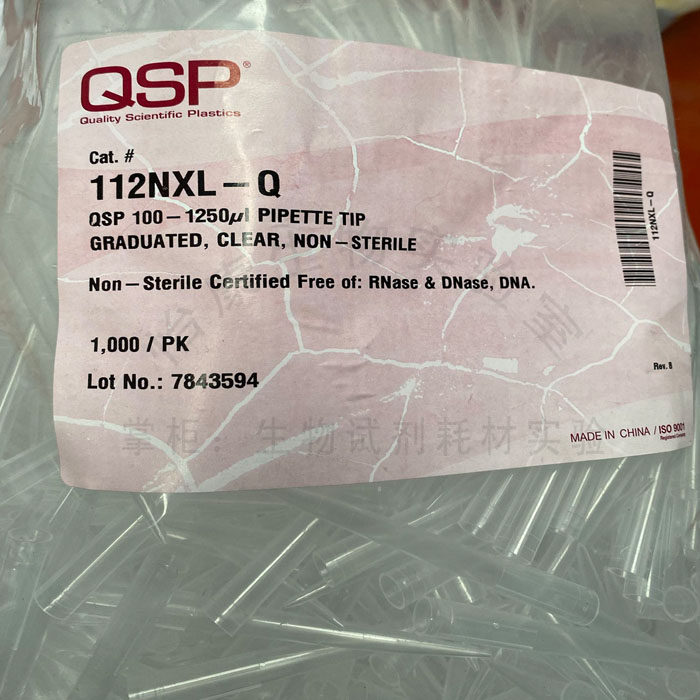 QSP®
Quality Scientific Plastics
Cat. #
112NXL-Q
QSP 100-1250µl PIPETTE TIP
GRADUATED, CLEAR, NON-STERILE
Non-Sterile Certified Free of: RNase & DNase, DNA.
1,000 / PK
Lot No.: 7843594
112NXL-Q
Rev. B
MADE IN CHINA / ISO 9001
Registered Company
掌柜:生物试剂耗材实验